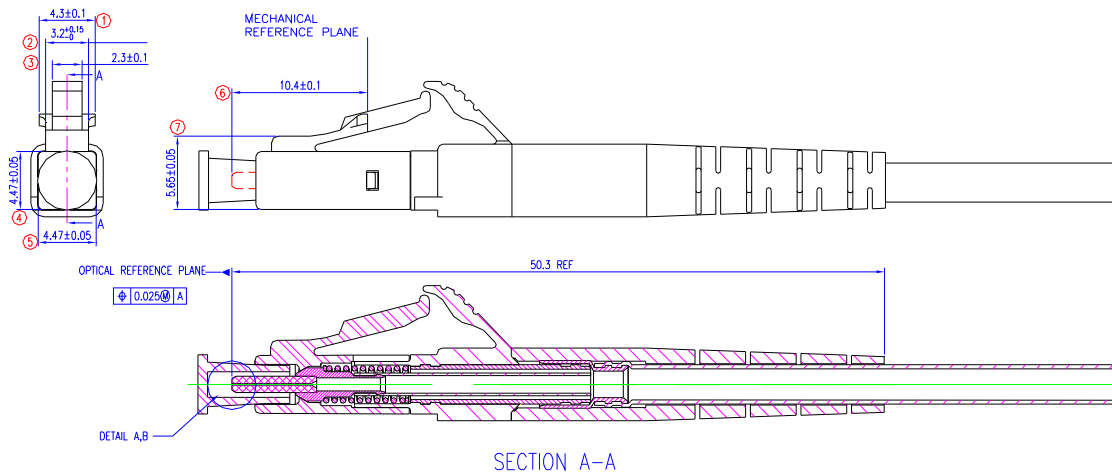 4.3±0.1 ①
② 3.2+0.15 -0
③ 2.3±0.1
A
4.47±0.05
④
A
⑤ 4.47±0.05
MECHANICAL
REFERENCE PLANE
⑥ 10.4±0.1
⑦
5.65±0.05
OPTICAL REFERENCE PLANE
50.3 REF
⌖ 0.025Ⓜ A
DETAIL A,B
SECTION A-A